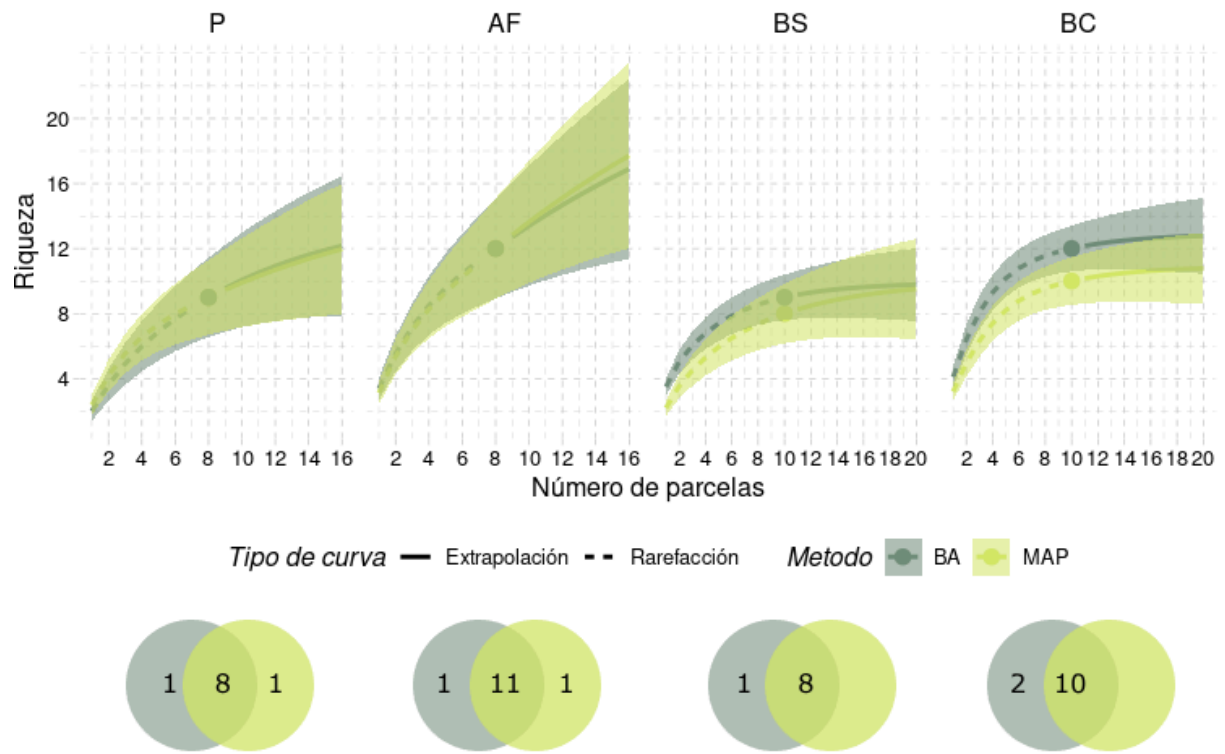 P AF BS BC
Riqueza
20
16
12
8
4
2 4 6 8 10 12 14 16 2 4 6 8 10 12 14 16 2 4 6 8 10 12 14 16 18 20 2 4 6 8 10 12 14 16 18 20
Número de parcelas
Tipo de curva Extrapolación Rarefacción Metodo BA MAP
1 8 1 1 11 1 1 8 2 10